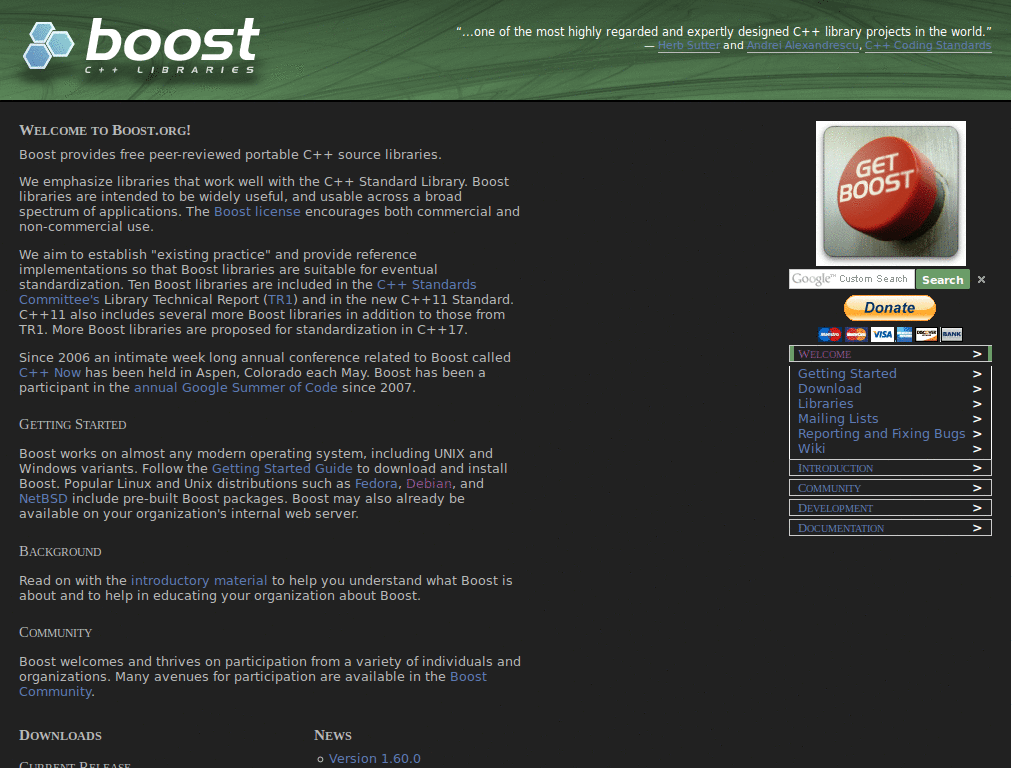 boost
C++ LIBRARIES
“...one of the most highly regarded and expertly designed C++ library projects in the world.”
— Herb Sutter and Andrei Alexandrescu, C++ Coding Standards
Welcome to Boost.org!
Boost provides free peer-reviewed portable C++ source libraries.
We emphasize libraries that work well with the C++ Standard Library. Boost
libraries are intended to be widely useful, and usable across a broad
spectrum of applications. The Boost license encourages both commercial and
non-commercial use.
We aim to establish "existing practice" and provide reference
implementations so that Boost libraries are suitable for eventual
standardization. Ten Boost libraries are included in the C++ Standards
Committee's Library Technical Report (TR1) and in the new C++11 Standard.
C++11 also includes several more Boost libraries in addition to those from
TR1. More Boost libraries are proposed for standardization in C++17.
Since 2006 an intimate week long annual conference related to Boost called
C++ Now has been held in Aspen, Colorado each May. Boost has been a
participant in the annual Google Summer of Code since 2007.
Getting Started
Boost works on almost any modern operating system, including UNIX and
Windows variants. Follow the Getting Started Guide to download and install
Boost. Popular Linux and Unix distributions such as Fedora, Debian, and
NetBSD include pre-built Boost packages. Boost may also already be
available on your organization's internal web server.
Background
Read on with the introductory material to help you understand what Boost is
about and to help in educating your organization about Boost.
Community
Boost welcomes and thrives on participation from a variety of individuals and
organizations. Many avenues for participation are available in the Boost
Community.
Downloads
Current Release
News
Version 1.60.0
GET
BOOST
Google™ Custom Search
Search ×
Donate
Maestro MasterCard VISA DISCOVER BANK
Welcome >
Getting Started >
Download >
Libraries >
Mailing Lists >
Reporting and Fixing Bugs >
Wiki >
Introduction >
Community >
Development >
Documentation >